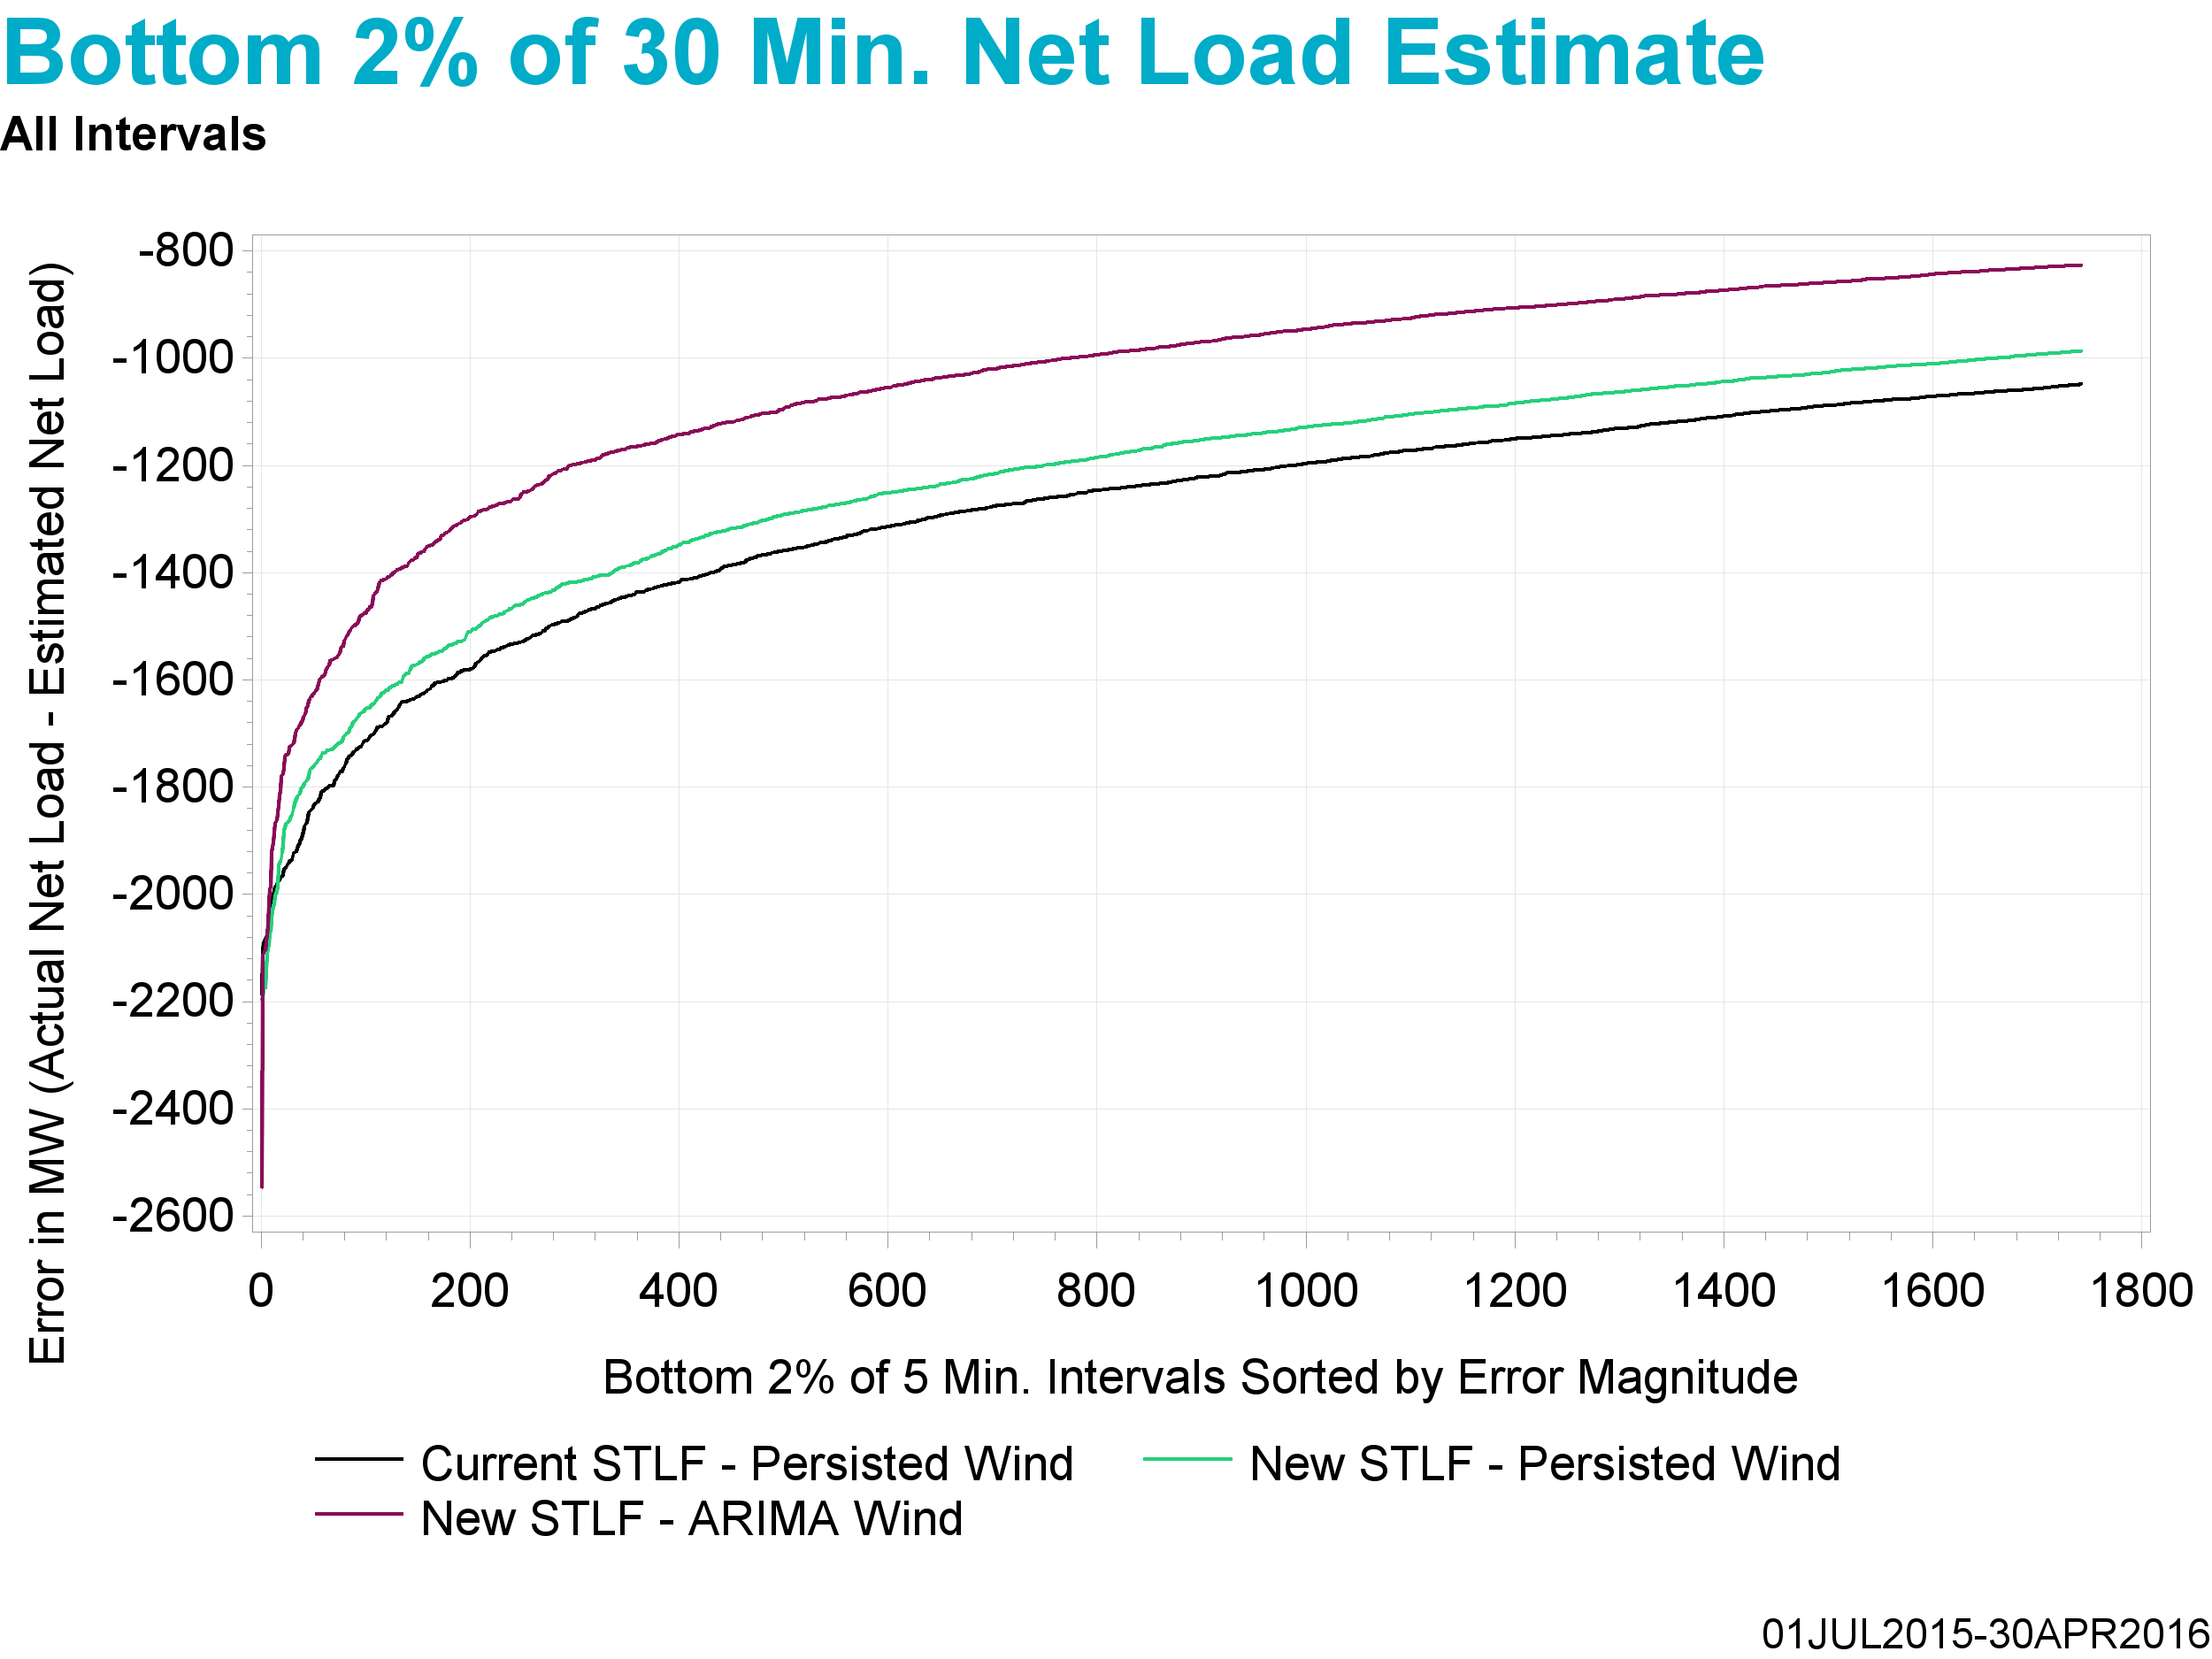 Bottom 2% of 30 Min. Net Load Estimate
All Intervals
Error in MW (Actual Net Load - Estimated Net Load)
-800
-1000
-1200
-1400
-1600
-1800
-2000
-2200
-2400
-2600
0 200 400 600 800 1000 1200 1400 1600 1800
Bottom 2% of 5 Min. Intervals Sorted by Error Magnitude
Current STLF - Persisted Wind New STLF - Persisted Wind
New STLF - ARIMA Wind
01JUL2015-30APR2016